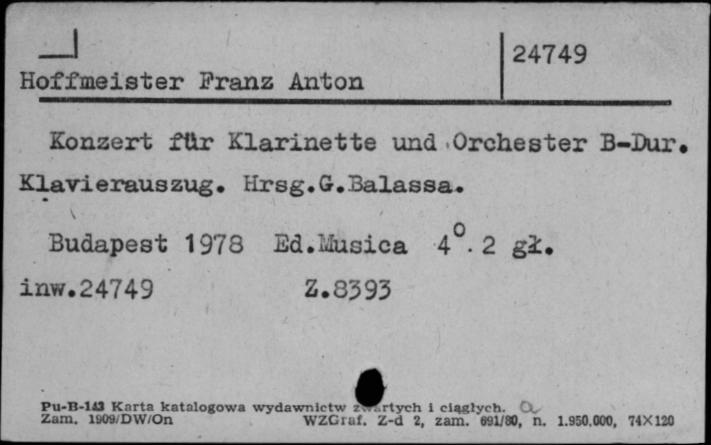 24749
Hoffmeister Franz Anton
Konzert für Klarinette und Orchester B-Dur.
Klavierauszug. Hrsg.G.Balassa.
Budapest 1978 Ed.Musica 4°. 2 gł.
inw.24749 Z.8393
Pu-B-143 Karta katalogowa wydawnictw zwartych i ciągłych.
Zam. 1909/DW/On WZGraf. Z-d 2, zam. 691/80, n. 1.950.000, 74X120